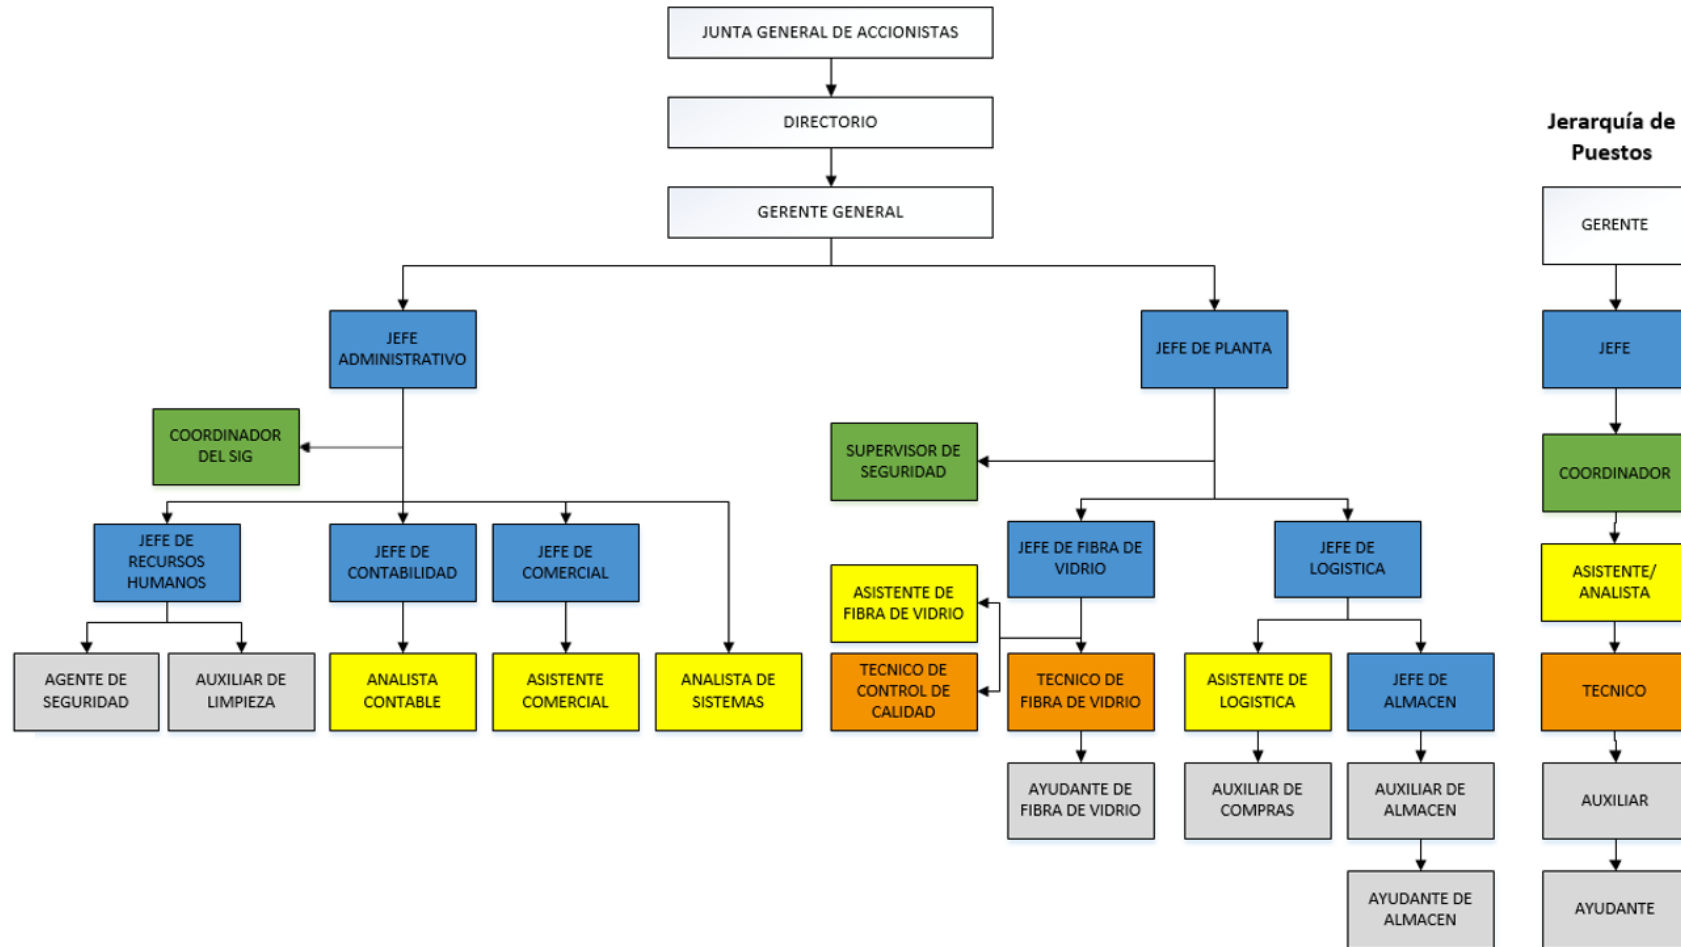 JUNTA GENERAL DE ACCIONISTAS
DIRECTORIO
GERENTE GENERAL
JEFE
ADMINISTRATIVO
JEFE DE PLANTA
COORDINADOR
DEL SIG
SUPERVISOR DE
SEGURIDAD
JEFE DE
RECURSOS
HUMANOS
JEFE DE
CONTABILIDAD
JEFE DE
COMERCIAL
JEFE DE FIBRA DE
VIDRIO
JEFE DE
LOGISTICA
ASISTENTE DE
FIBRA DE VIDRIO
AGENTE DE
SEGURIDAD
AUXILIAR DE
LIMPIEZA
ANALISTA
CONTABLE
ASISTENTE
COMERCIAL
ANALISTA DE
SISTEMAS
TECNICO DE
CONTROL DE
CALIDAD
TECNICO DE
FIBRA DE VIDRIO
ASISTENTE DE
LOGISTICA
JEFE DE
ALMACEN
AYUDANTE DE
FIBRA DE VIDRIO
AUXILIAR DE
COMPRAS
AUXILIAR DE
ALMACEN
AYUDANTE DE
ALMACEN
Jerarquía de
Puestos
GERENTE
JEFE
COORDINADOR
ASISTENTE/
ANALISTA
TECNICO
AUXILIAR
AYUDANTE